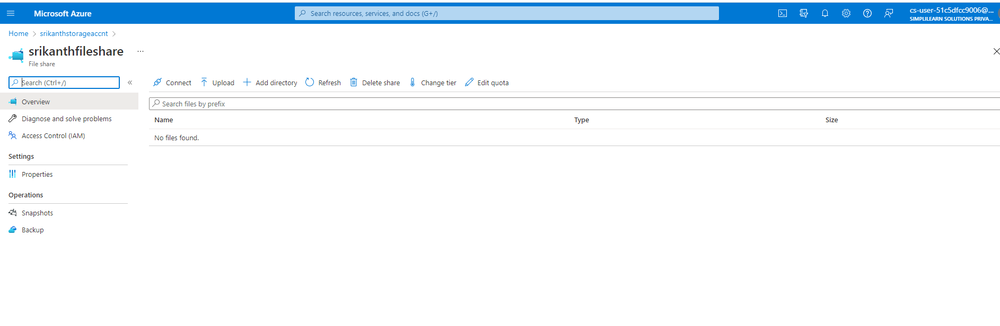 Microsoft Azure
Search resources, services, and docs (G+/)
cs-user-51c5dfcc9006@...
SIMPLILEARN SOLUTIONS PRIVA...
Home > srikanthstorageaccnt >
srikanthfileshare ...
File share
Search (Ctrl+/) «
Connect Upload Add directory Refresh Delete share Change tier Edit quota
Overview
Diagnose and solve problems
Access Control (IAM)
Settings
Properties
Operations
Snapshots
Backup
Search files by prefix
Name Type Size
No files found.